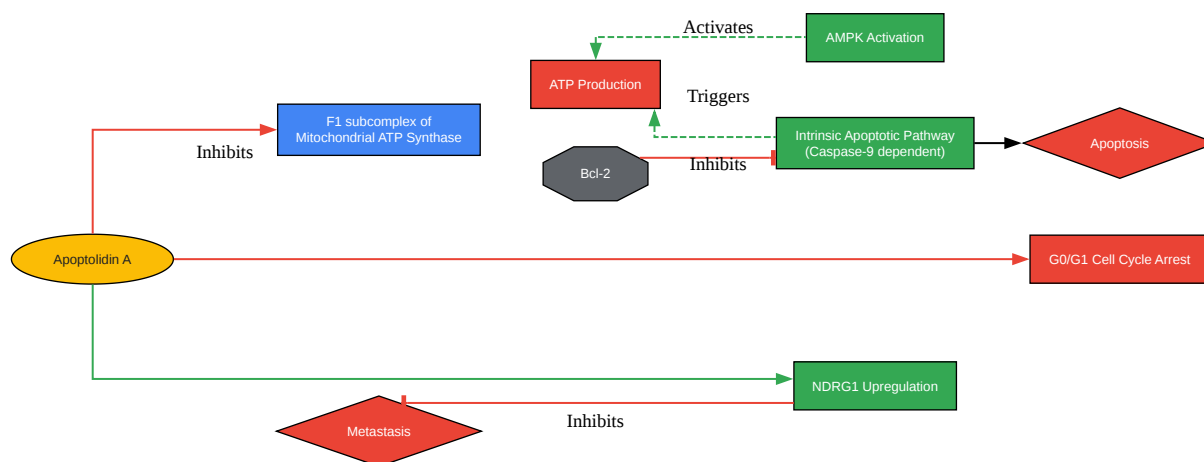 Activates
AMPK Activation
ATP Production
Triggers
F1 subcomplex of
Mitochondrial ATP Synthase
Inhibits
Intrinsic Apoptotic Pathway
(Caspase-9 dependent)
Apoptosis
Bcl-2
Inhibits
Apoptolidin A
G0/G1 Cell Cycle Arrest
NDRG1 Upregulation
Inhibits
Metastasis